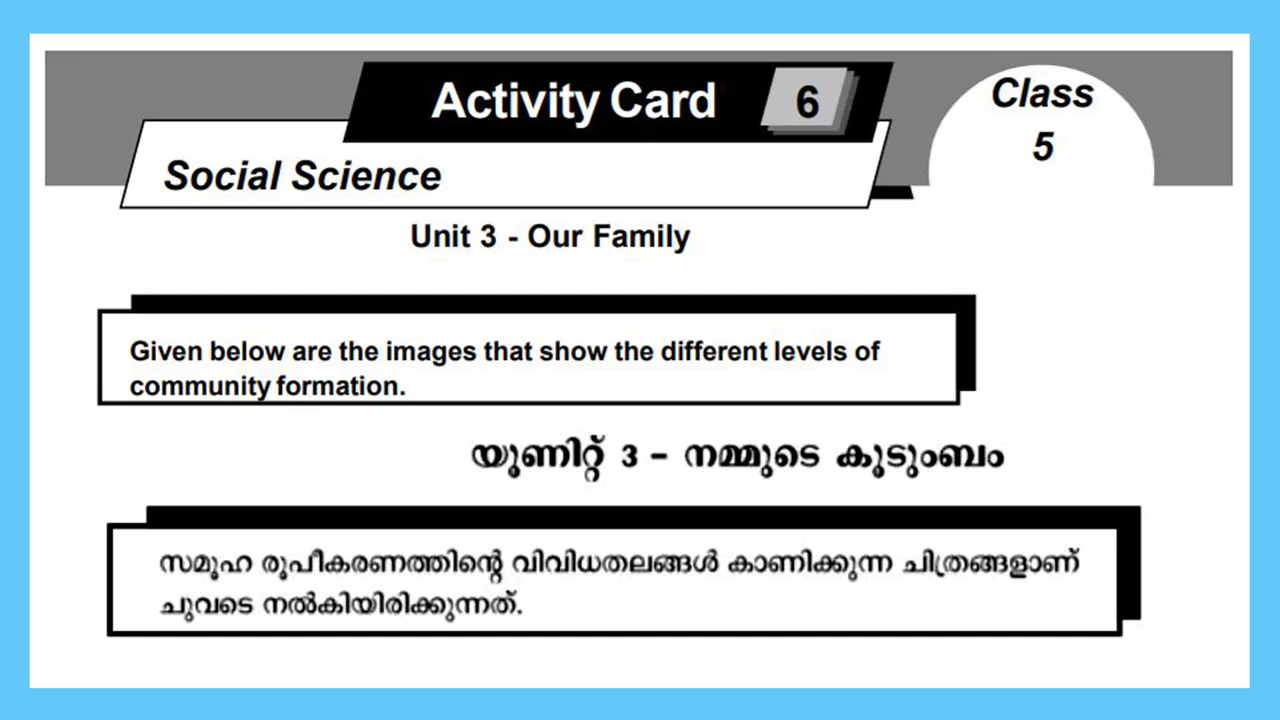 Activity Card 6
Class
5
Social Science
Unit 3 - Our Family
Given below are the images that show the different levels of
community formation.
യൂണിറ്റ് 3 - നമ്മുടെ കുടുംബം
സമൂഹ രൂപീകരണത്തിന്റെ വിവിധതലങ്ങൾ കാണിക്കുന്ന ചിത്രങ്ങളാണ്
ചുവടെ നൽകിയിരിക്കുന്നത്.